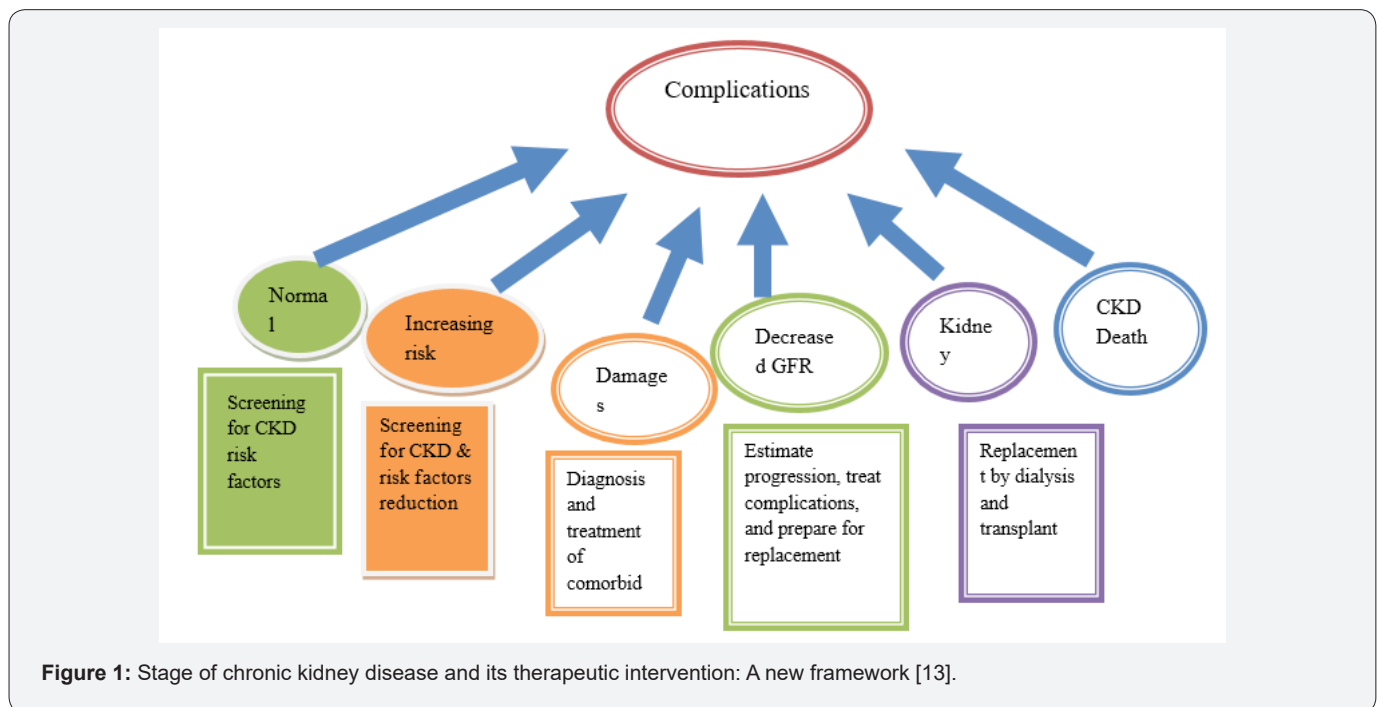 Complications
Norma
l
Increasing
risk
Damage
s
Decrease
d GFR
Kidne
y
CKD
Death
Screening
for CKD
risk
factors
Screening
for CKD &
risk factors
reduction
Diagnosis
and
treatment
of
comorbid
Estimate
progression, treat
complications,
and prepare for
replacement
Replacemen
t by dialysis
and
transplant
Figure 1: Stage of chronic kidney disease and its therapeutic intervention: A new framework [13].